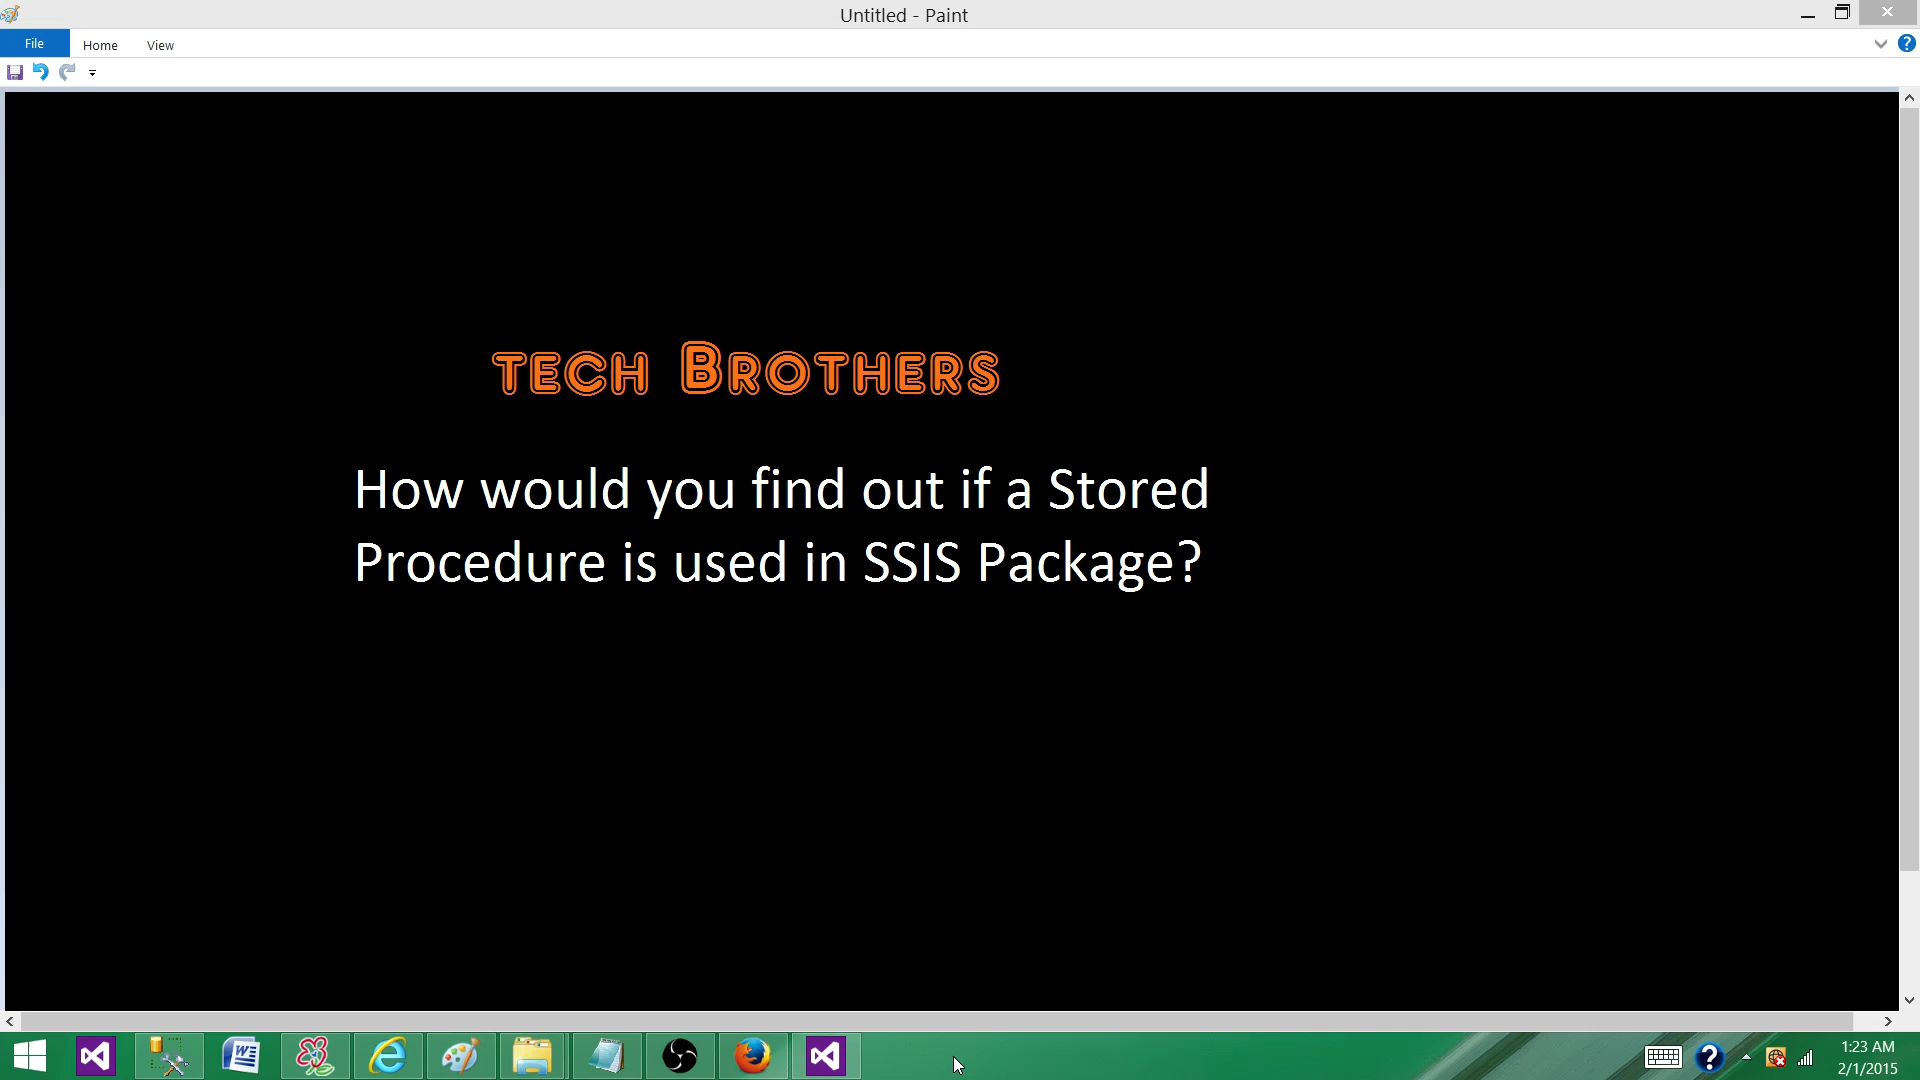 Untitled - Paint
File Home View
tech Brothers
How would you find out if a Stored
Procedure is used in SSIS Package?
1:23 AM
2/1/2015